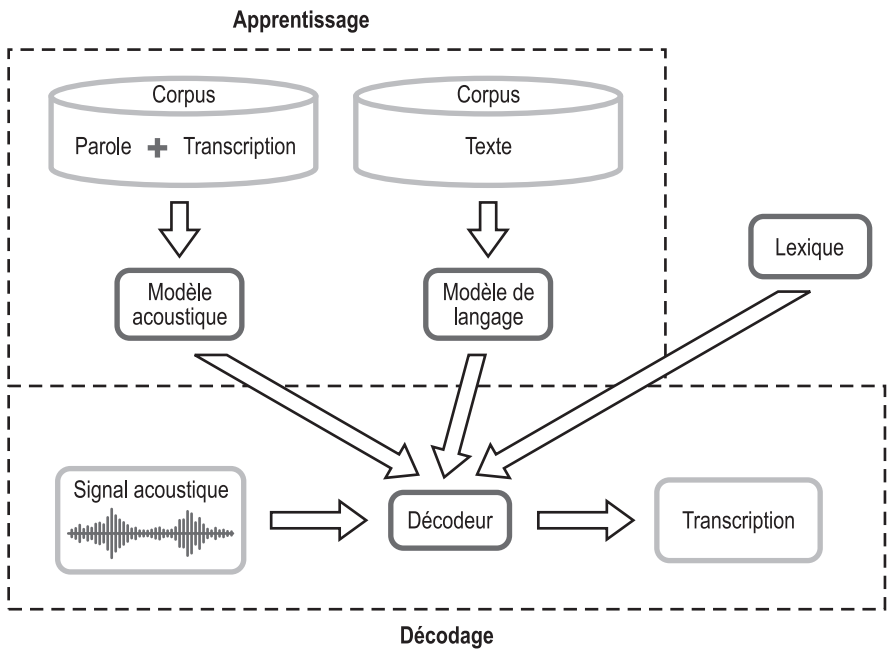 Apprentissage
Corpus
Parole + Transcription
Corpus
Texte
Modèle
acoustique
Modèle de
langage
Lexique
Signal acoustique
Décodeur
Transcription
Décodage